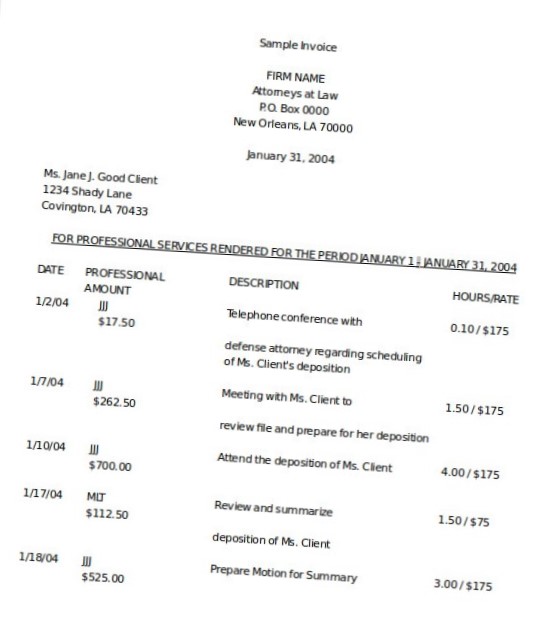 Sample Invoice
FIRM NAME
Attorneys at Law
P.O. Box 0000
New Orleans, LA 70000
January 31, 2004
Ms. Jane J. Good Client
1234 Shady Lane
Covington, LA 70433
FOR PROFESSIONAL SERVICES RENDERED FOR THE PERIOD JANUARY 1 - JANUARY 31, 2004
DATE PROFESSIONAL DESCRIPTION HOURS/RATE
AMOUNT
1/2/04 JJJ Telephone conference with 0.10 / $175
$17.50
defense attorney regarding scheduling
of Ms. Client's deposition
1/7/04 JJJ Meeting with Ms. Client to 1.50 / $175
$262.50
review file and prepare for her deposition
1/10/04 JJJ Attend the deposition of Ms. Client 4.00 / $175
$700.00
1/17/04 MLT Review and summarize 1.50 / $75
$112.50
deposition of Ms. Client
1/18/04 JJJ Prepare Motion for Summary 3.00 / $175
$525.00